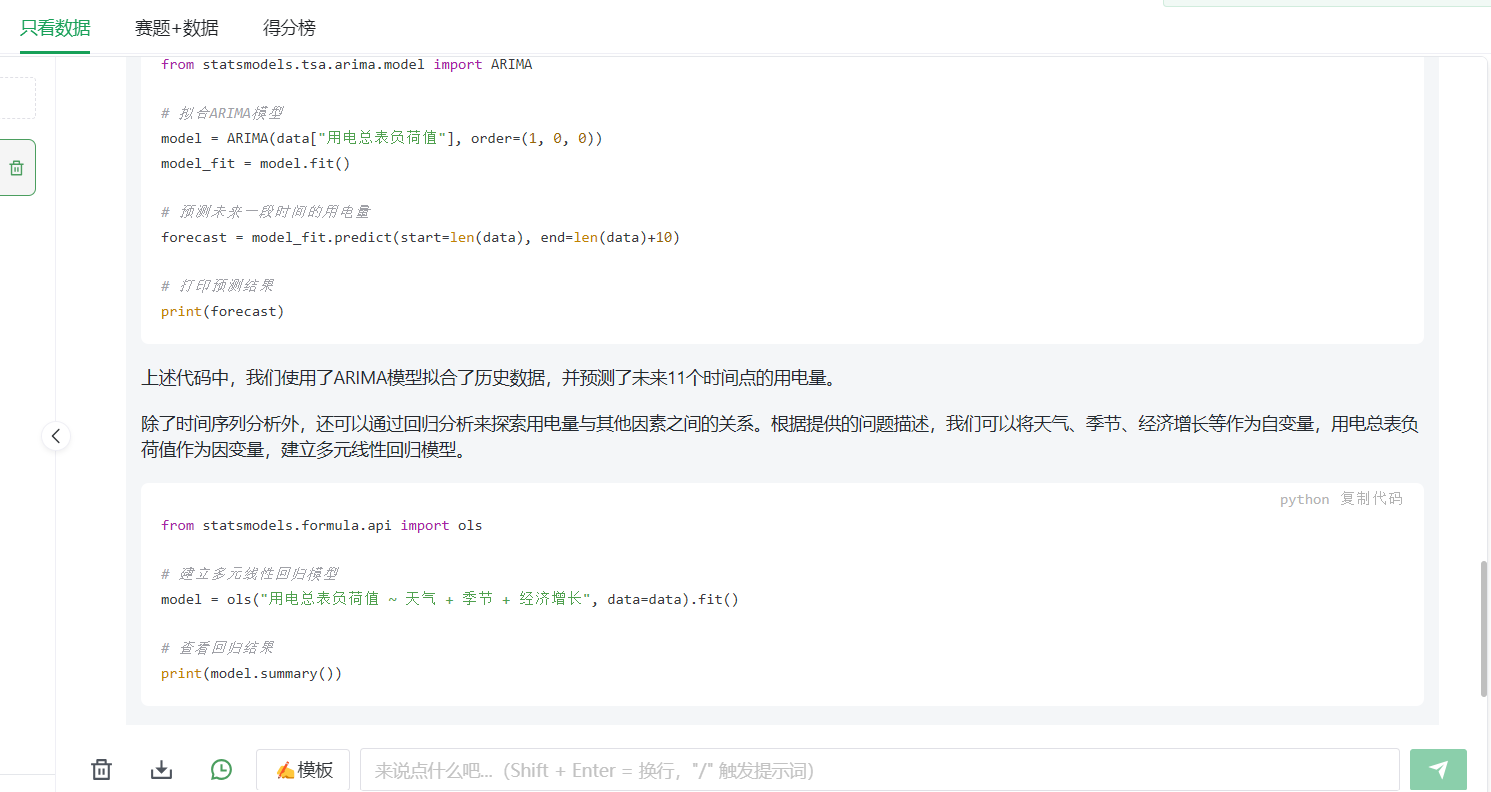 只看数据 赛题+数据 得分榜
from statsmodels.tsa.arima.model import ARIMA
# 拟合ARIMA模型
model = ARIMA(data["用电总表负荷值"], order=(1, 0, 0))
model_fit = model.fit()
# 预测未来一段时间的用电量
forecast = model_fit.predict(start=len(data), end=len(data)+10)
# 打印预测结果
print(forecast)
上述代码中，我们使用了ARIMA模型拟合了历史数据，并预测了未来11个时间点的用电量。
除了时间序列分析外，还可以通过回归分析来探索用电量与其他因素之间的关系。根据提供的问题描述，我们可以将天气、季节、经济增长等作为自变量，用电总表负
荷值作为因变量，建立多元线性回归模型。
python 复制代码
from statsmodels.formula.api import ols
# 建立多元线性回归模型
model = ols("用电总表负荷值 ~ 天气 + 季节 + 经济增长", data=data).fit()
# 查看回归结果
print(model.summary())
✍模板 来说点什么吧...（Shift + Enter = 换行，"/" 触发提示词）